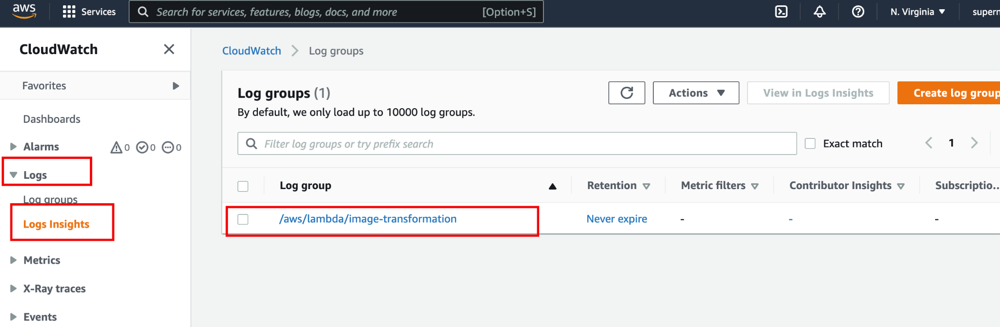 aws
Services
Search for services, features, blogs, docs, and more [Option+S]
N. Virginia
supern
CloudWatch
Favorites
Dashboards
Alarms 0 0 0
Logs
Log groups
Logs Insights
Metrics
X-Ray traces
Events
CloudWatch > Log groups
Log groups (1)
By default, we only load up to 10000 log groups.
Actions
View in Logs Insights
Create log group
Filter log groups or try prefix search
Exact match
1
Log group Retention Metric filters Contributor Insights Subscriptio...
/aws/lambda/image-transformation Never expire - - -